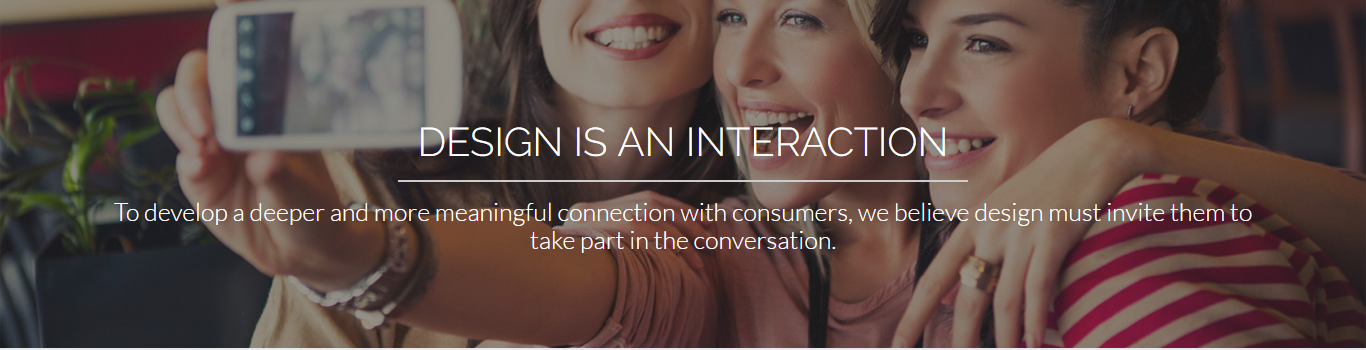 DESIGN IS AN INTERACTION
To develop a deeper and more meaningful connection with consumers, we believe design must invite them to
take part in the conversation.